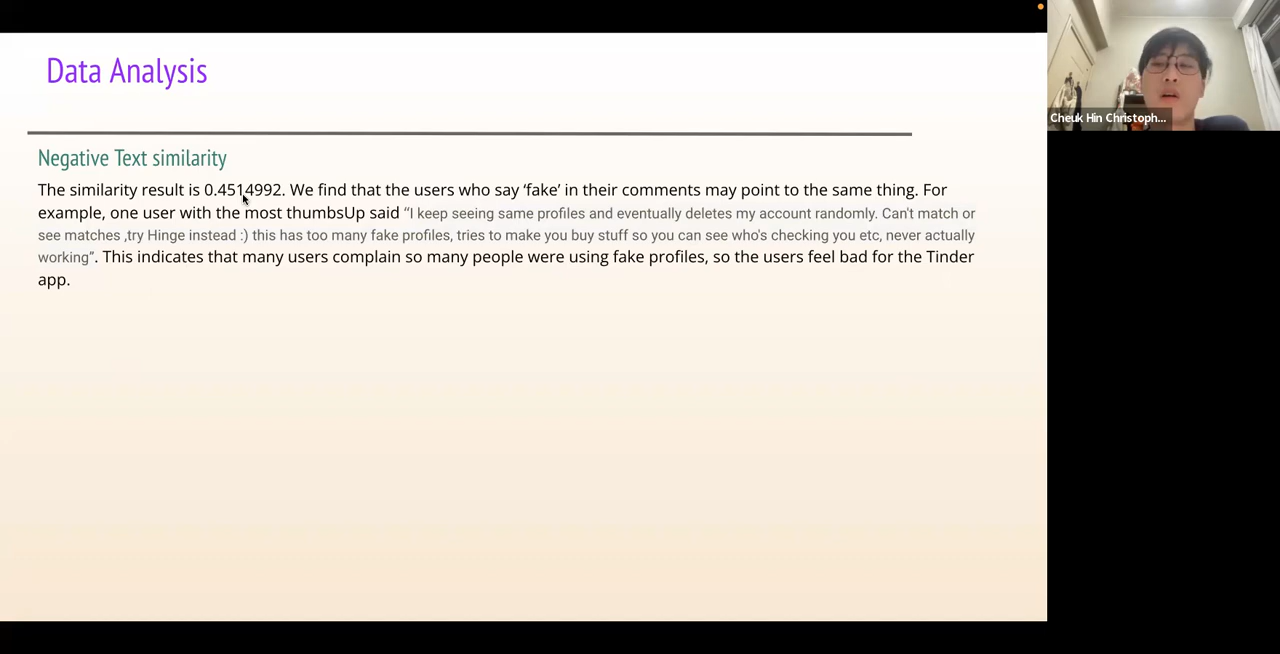 Data Analysis
Cheuk Hin Christoph...
Negative Text similarity
The similarity result is 0.4514992. We find that the users who say ‘fake’ in their comments may point to the same thing. For
example, one user with the most thumbsUp said “I keep seeing same profiles and eventually deletes my account randomly. Can't match or
see matches ,try Hinge instead :) this has too many fake profiles, tries to make you buy stuff so you can see who's checking you etc, never actually
working”. This indicates that many users complain so many people were using fake profiles, so the users feel bad for the Tinder
app.